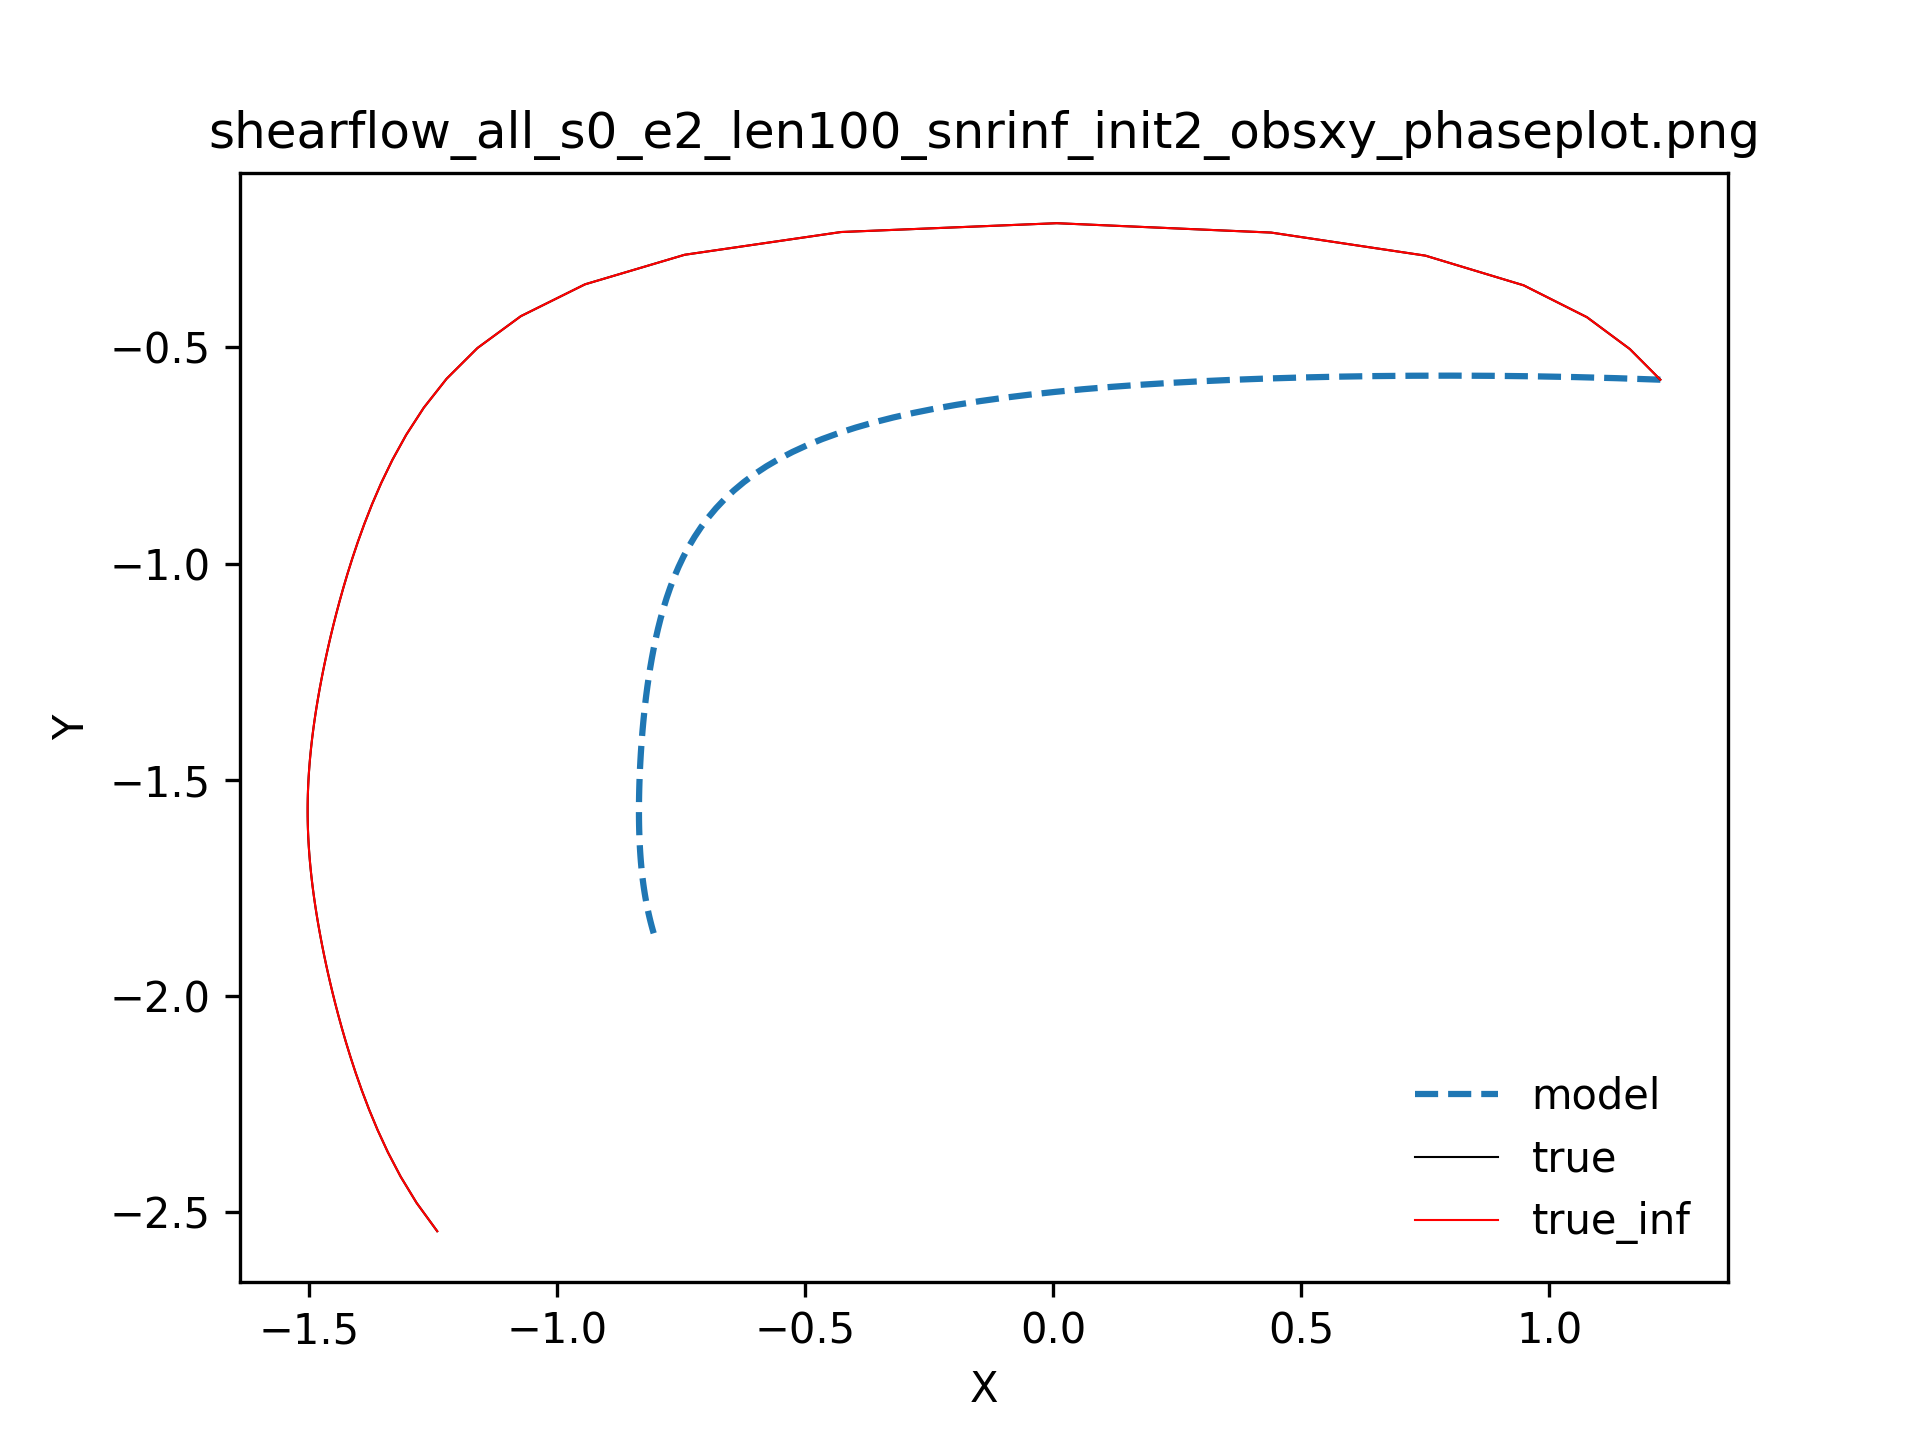 shearflow_all_s0_e2_len100_snrinf_init2_obsxy_phaseplot.png
−0.5
−1.0
−1.5
−2.0
−2.5
Y
model
true
true_inf
−1.5 −1.0 −0.5 0.0 0.5 1.0
X